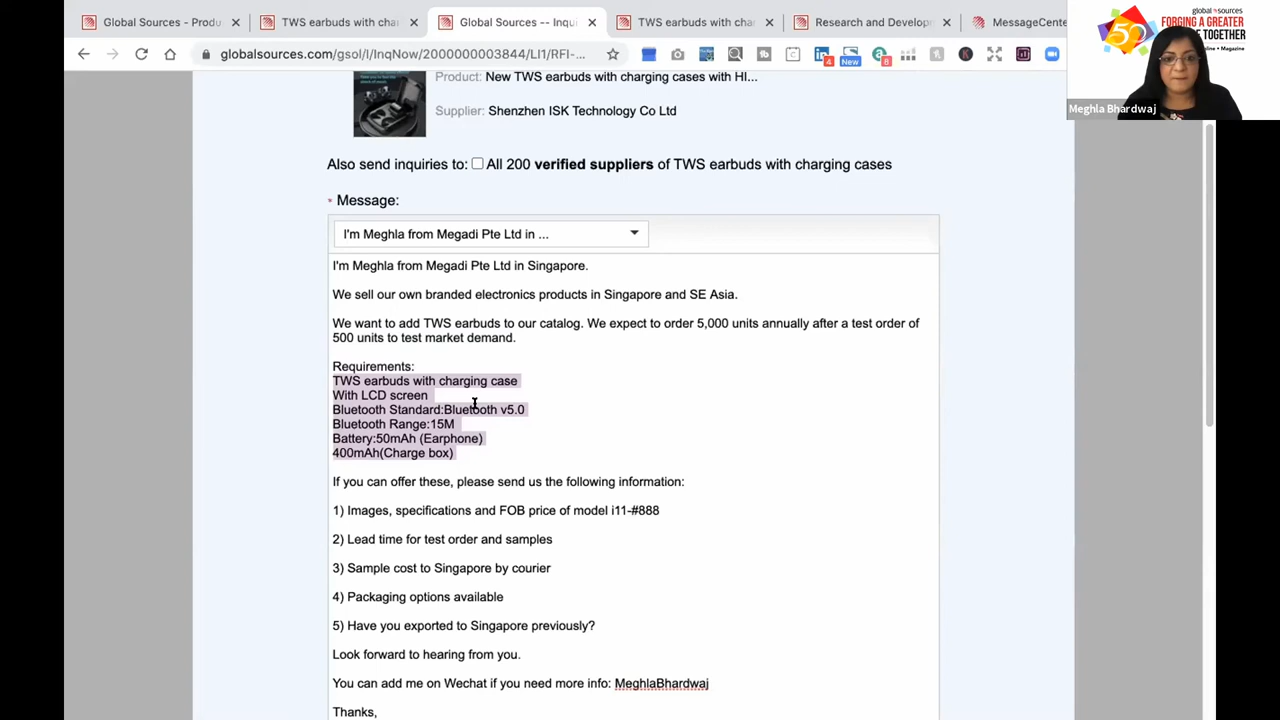 Global Sources - Produ
TWS earbuds with char
Global Sources -- Inqui
TWS earbuds with char
Research and Develop
MessageCente
globalsources.com/gsol/I/InqNow/2000000003844/LI1/RFI-...
4
New
8
global sources
50
FORGING A GREATER
TOGETHER
Magazine
Meghla Bhardwaj
Product: New TWS earbuds with charging cases with HI...
Supplier: Shenzhen ISK Technology Co Ltd
Also send inquiries to: All 200 verified suppliers of TWS earbuds with charging cases
* Message:
I'm Meghla from Megadi Pte Ltd in ...
I'm Meghla from Megadi Pte Ltd in Singapore.
We sell our own branded electronics products in Singapore and SE Asia.
We want to add TWS earbuds to our catalog. We expect to order 5,000 units annually after a test order of
500 units to test market demand.
Requirements:
TWS earbuds with charging case
With LCD screen
Bluetooth Standard:Bluetooth v5.0
Bluetooth Range:15M
Battery:50mAh (Earphone)
400mAh(Charge box)
If you can offer these, please send us the following information:
1) Images, specifications and FOB price of model i11-#888
2) Lead time for test order and samples
3) Sample cost to Singapore by courier
4) Packaging options available
5) Have you exported to Singapore previously?
Look forward to hearing from you.
You can add me on Wechat if you need more info: MeghlaBhardwaj
Thanks,